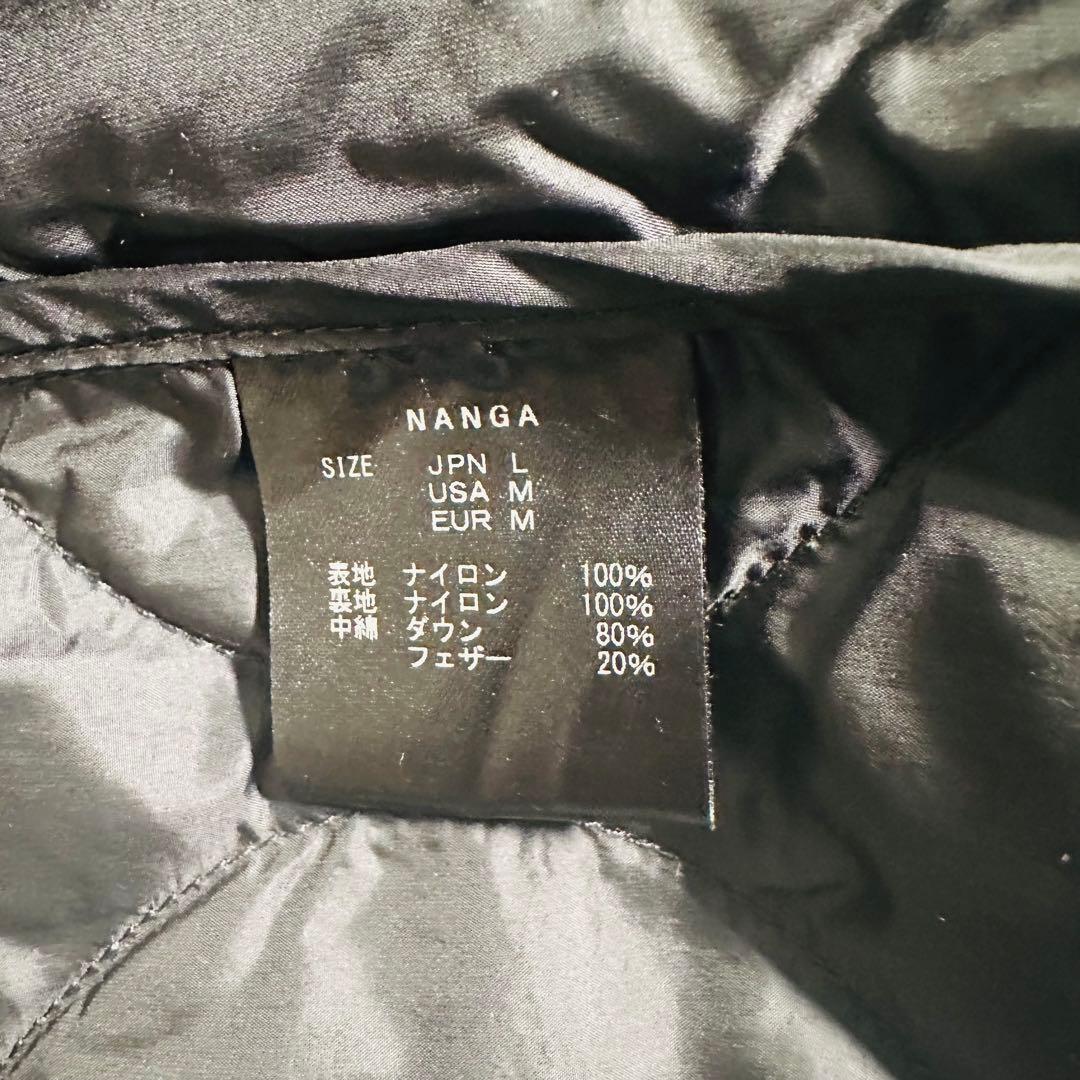 NANGA
SIZE JPN L
USA M
EUR M
表地 ナイロン 100%
裏地 ナイロン 100%
中綿 ダウン 80%
フェザー 20%